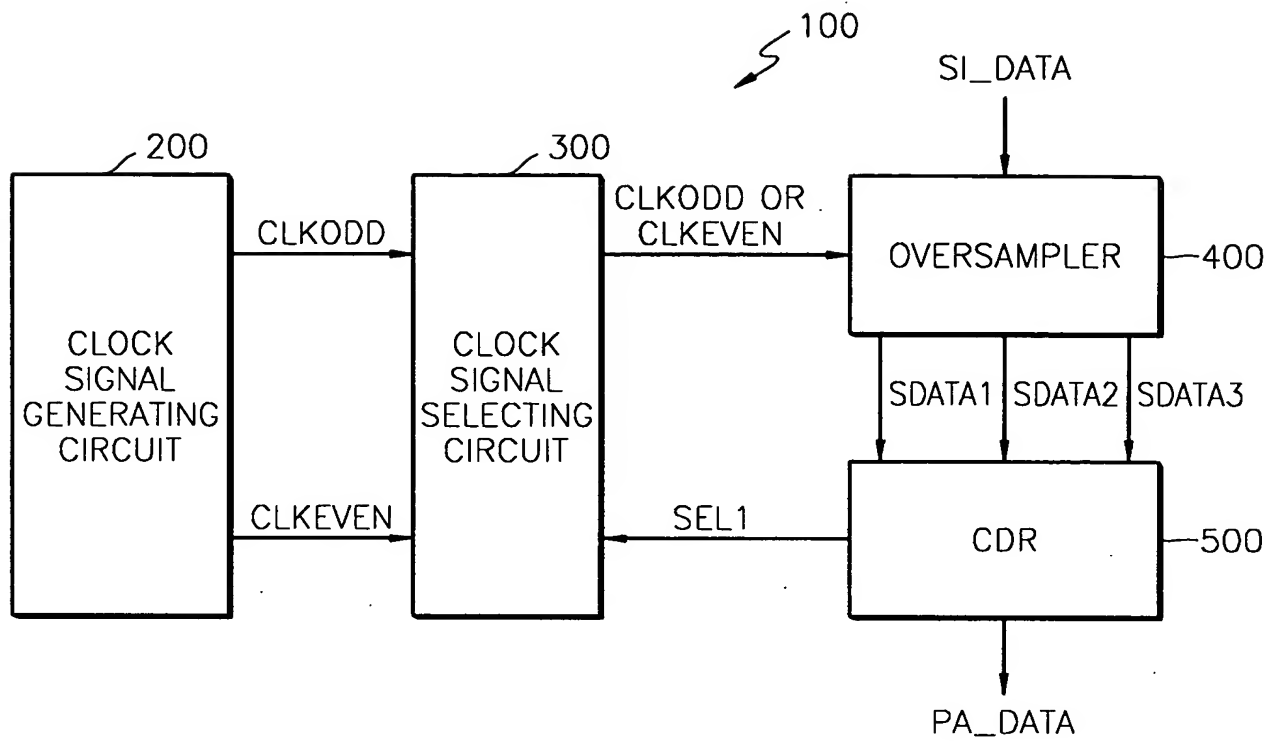 100
SI_DATA
200
300
CLKODD
CLKODD OR
CLKEVEN
OVERSAMPLER
400
CLOCK
SIGNAL
GENERATING
CIRCUIT
CLOCK
SIGNAL
SELECTING
CIRCUIT
SDATA1
SDATA2
SDATA3
CLKEVEN
SEL1
CDR
500
PA_DATA